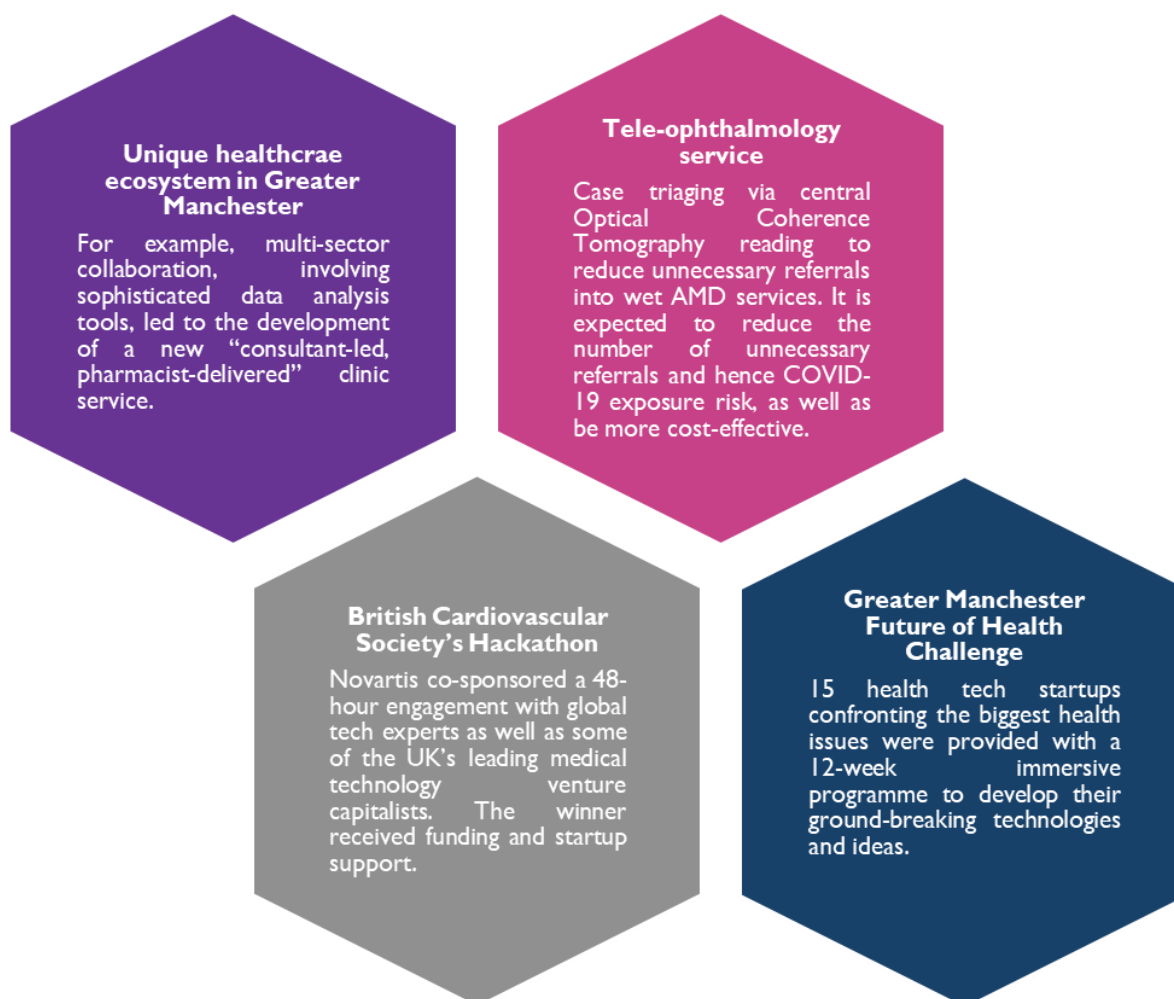 Unique healthcrae
ecosystem in Greater
Manchester
For example, multi-sector
collaboration, involving
sophisticated data analysis
tools, led to the development
of a new “consultant-led,
pharmacist-delivered” clinic
service.
Tele-ophthalmology
service
Case triaging via central
Optical Coherence
Tomography reading to
reduce unnecessary referrals
into wet AMD services. It is
expected to reduce the
number of unnecessary
referrals and hence COVID-
19 exposure risk, as well as
be more cost-effective.
British Cardiovascular
Society’s Hackathon
Novartis co-sponsored a 48-
hour engagement with global
tech experts as well as some
of the UK’s leading medical
technology venture
capitalists. The winner
received funding and startup
support.
Greater Manchester
Future of Health
Challenge
15 health tech startups
confronting the biggest health
issues were provided with a
12-week immersive
programme to develop their
ground-breaking technologies
and ideas.